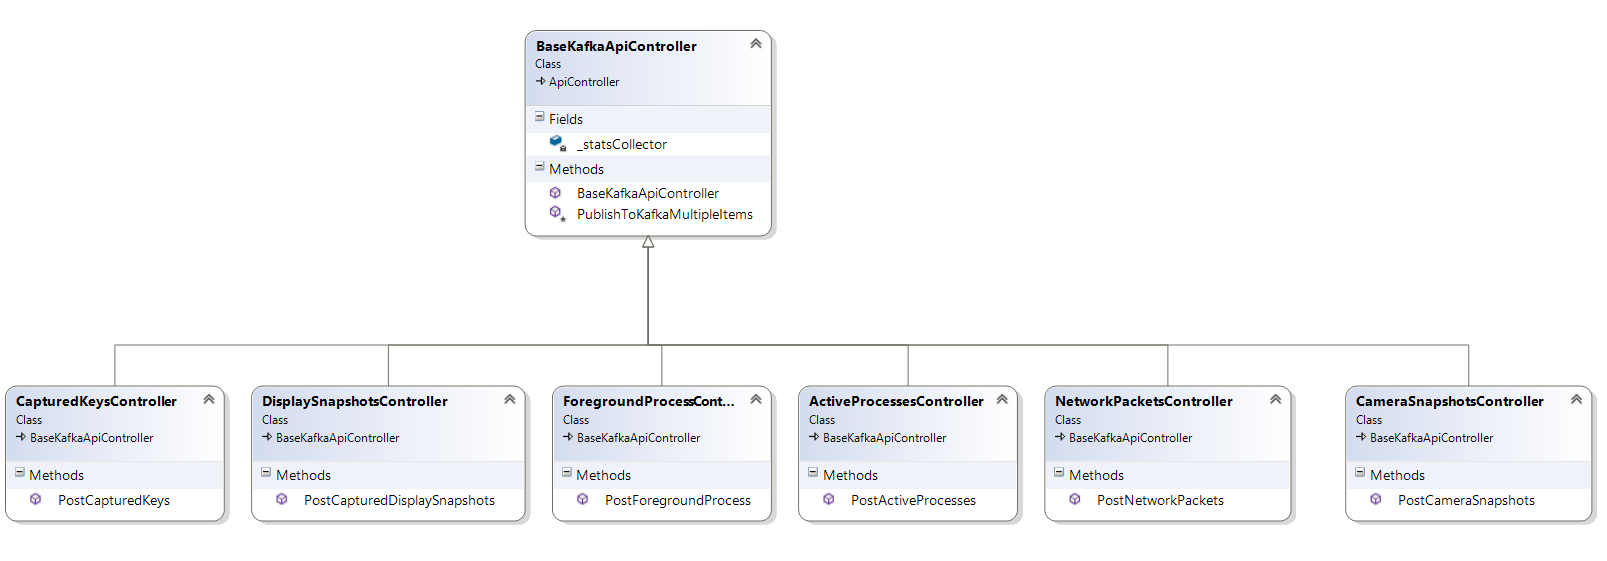 BaseKafkaApiController
Class
ApiController
Fields
_statsCollector
Methods
BaseKafkaApiController
PublishToKafkaMultipleItems
CapturedKeysController
Class
BaseKafkaApiController
Methods
PostCapturedKeys
DisplaySnapshotsController
Class
BaseKafkaApiController
Methods
PostCapturedDisplaySnapshots
ForegroundProcessCont...
Class
BaseKafkaApiController
Methods
PostForegroundProcess
ActiveProcessesController
Class
BaseKafkaApiController
Methods
PostActiveProcesses
NetworkPacketsController
Class
BaseKafkaApiController
Methods
PostNetworkPackets
CameraSnapshotsController
Class
BaseKafkaApiController
Methods
PostCameraSnapshots